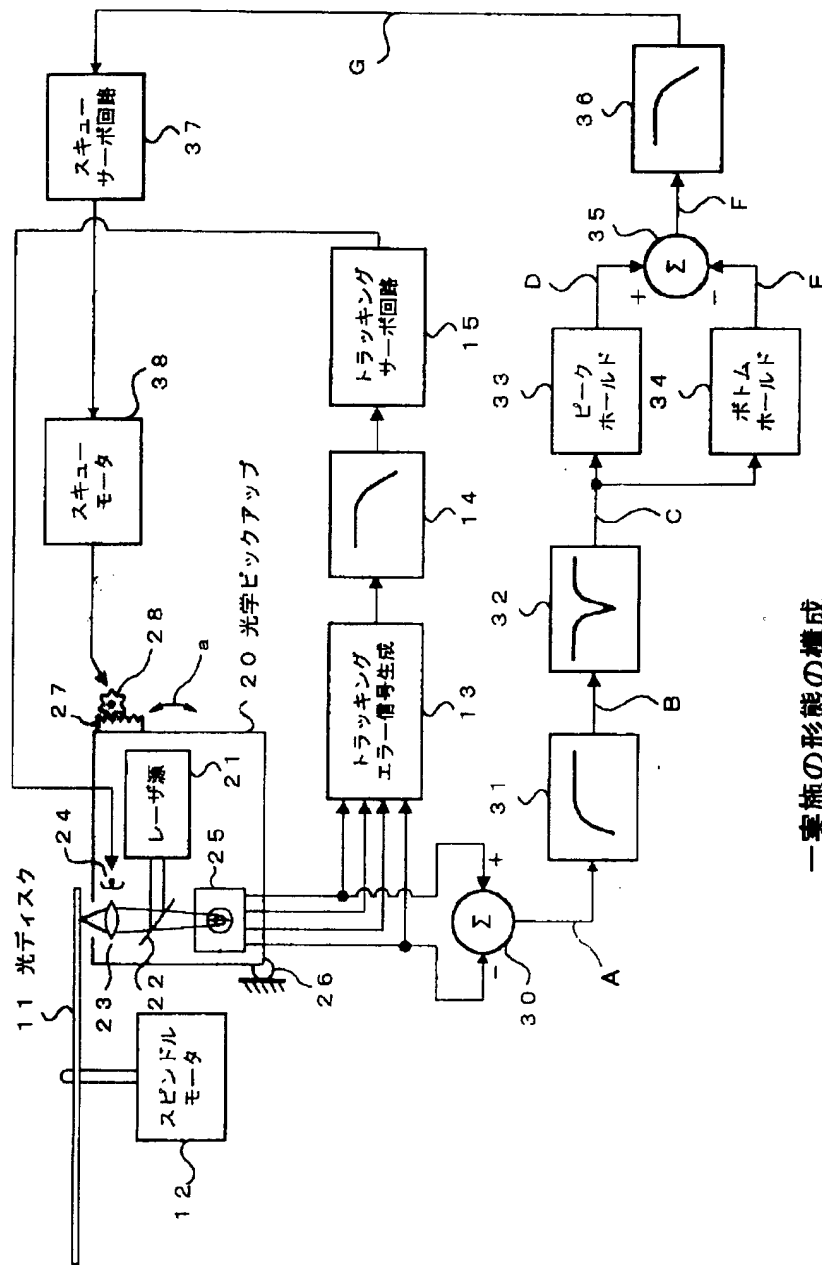 11 光ディスク
23
24
27
28
a
22
レーザ源
21
25
20 光学ピックアップ
26
スピンドル
モータ
12
スキュー
モータ
38
スキュー
サーボ回路
37
トラッキング
エラー信号生成
13
14
トラッキング
サーボ回路
15
G
+
-
Σ
30
A
31
B
32
C
ピーク
ホールド
33
ボトム
ホールド
34
D
E
+
-
Σ
35
F
36
一実施の形態の構成